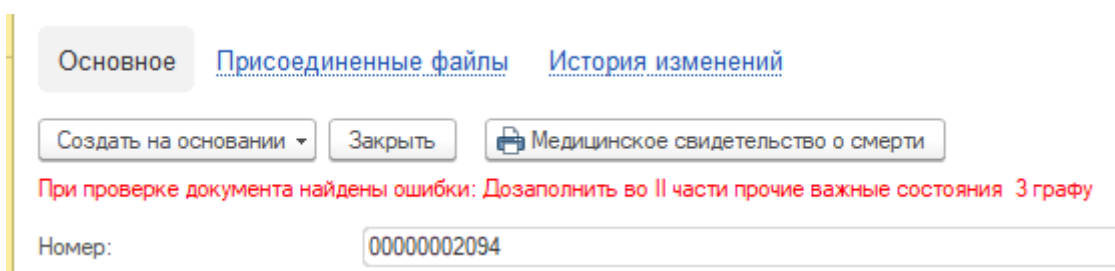 Основное Присоединенные файлы История изменений
Создать на основании Закрыть Медицинское свидетельство о смерти
При проверке документа найдены ошибки: Дозаполнить во II части прочие важные состояния 3 графу
Номер: 00000002094